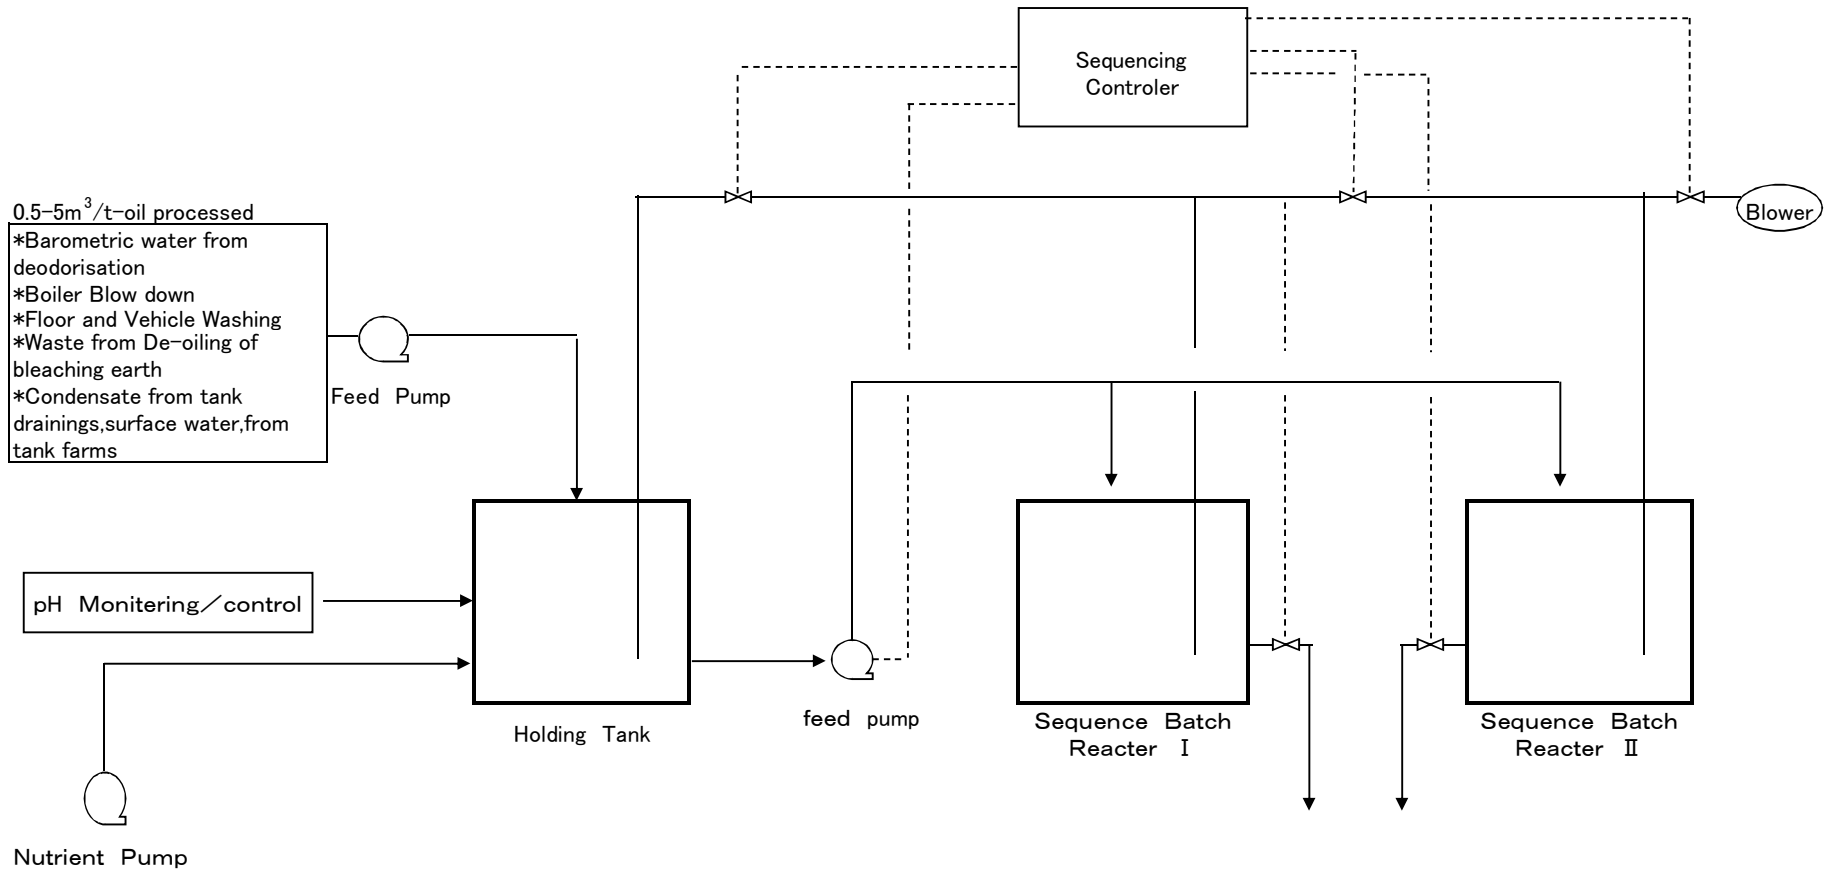 Sequencing
Controler
0.5-5m³/t-oil processed
*Barometric water from
deodorisation
*Boiler Blow down
*Floor and Vehicle Washing
*Waste from De-oiling of
bleaching earth
*Condensate from tank
drainings,surface water,from
tank farms
Blower
Feed Pump
pH Monitering／control
Holding Tank
feed pump
Sequence Batch
Reacter Ⅰ
Sequence Batch
Reacter Ⅱ
Nutrient Pump